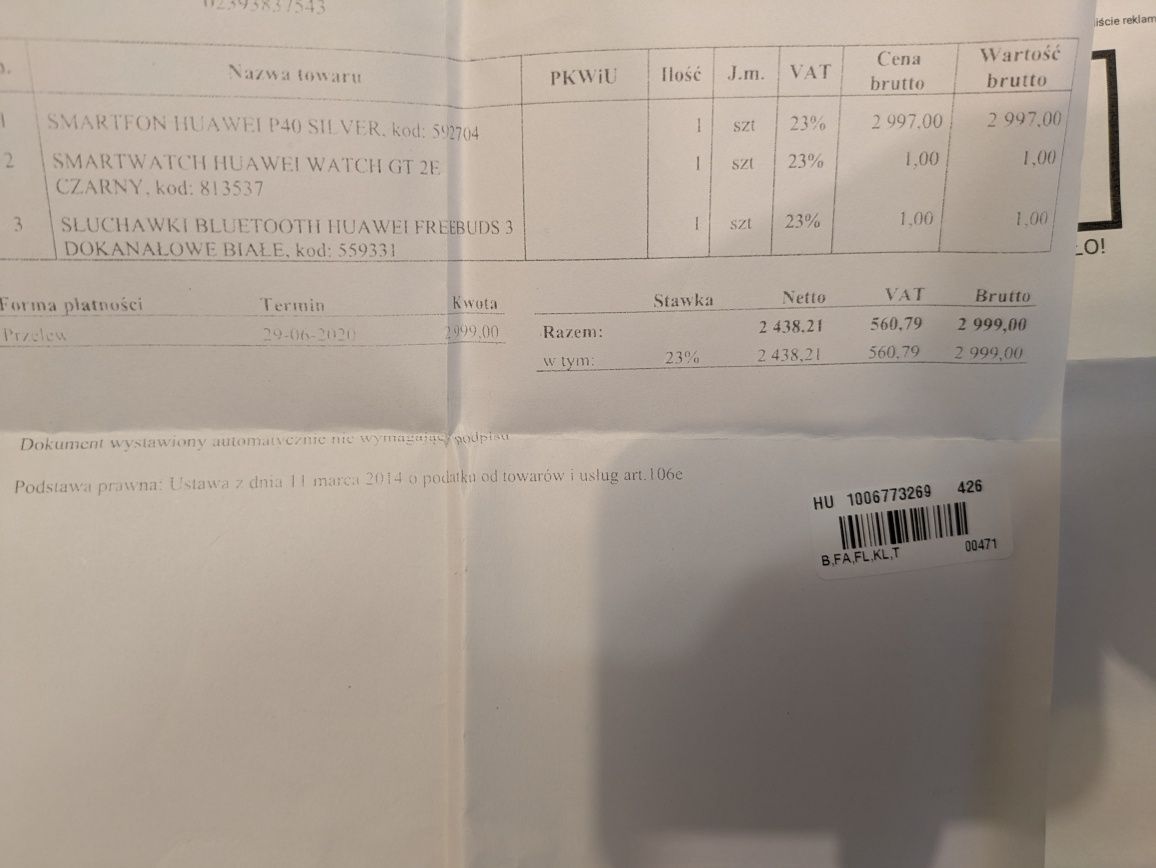 02393837543
iście reklam
Nazwa towaru PKWiU Ilość J.m. VAT Cena brutto Wartość brutto
1 SMARTFON HUAWEI P40 SILVER, kod: 592704 1 szt 23% 2 997,00 2 997,00
2 SMARTWATCH HUAWEI WATCH GT 2E 1 szt 23% 1,00 1,00
CZARNY, kod: 813537
3 SŁUCHAWKI BLUETOOTH HUAWEI FREEBUDS 3 1 szt 23% 1,00 1,00
DOKANAŁOWE BIAŁE, kod: 559331
ŁO!
Forma płatności Termin Kwota
Przelew 29-06-2020 2999,00
Stawka Netto VAT Brutto
Razem: 2 438,21 560,79 2 999,00
w tym: 23% 2 438,21 560,79 2 999,00
Dokument wystawiony automatycznie nie wymagający podpisu
Podstawa prawna: Ustawa z dnia 11 marca 2014 o podatku od towarów i usług art.106e
HU 1006773269 426
B,FA,FL,KL,T 00471